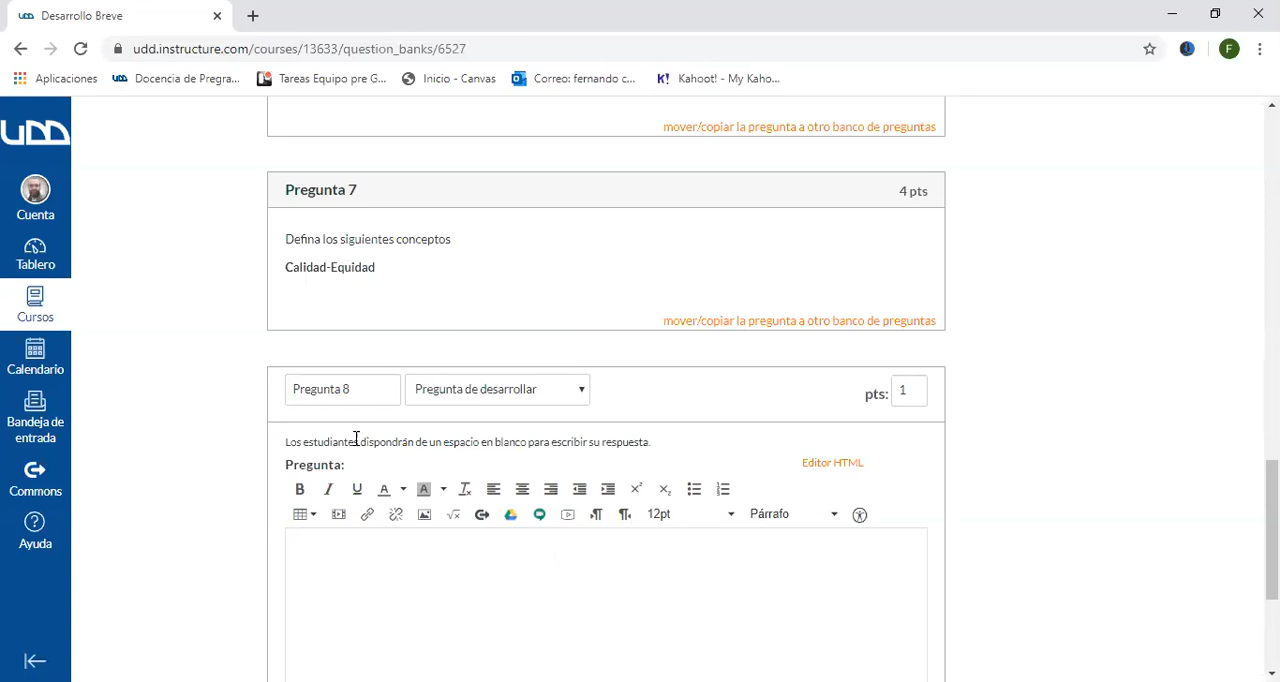 Desarrollo Breve
udd.instructure.com/courses/13633/question_banks/6527
F
Aplicaciones
Docencia de Pregra...
Tareas Equipo pre G...
Inicio - Canvas
Correo: fernando c...
K! Kahoot! - My Kaho...
UDD
Cuenta
Tablero
Cursos
Calendario
Bandeja de
entrada
Commons
Ayuda
mover/copiar la pregunta a otro banco de preguntas
Pregunta 7 4 pts
Defina los siguientes conceptos
Calidad-Equidad
mover/copiar la pregunta a otro banco de preguntas
Pregunta 8 Pregunta de desarrollar pts: 1
Los estudiantes dispondrán de un espacio en blanco para escribir su respuesta.
Pregunta: Editor HTML
12pt Párrafo